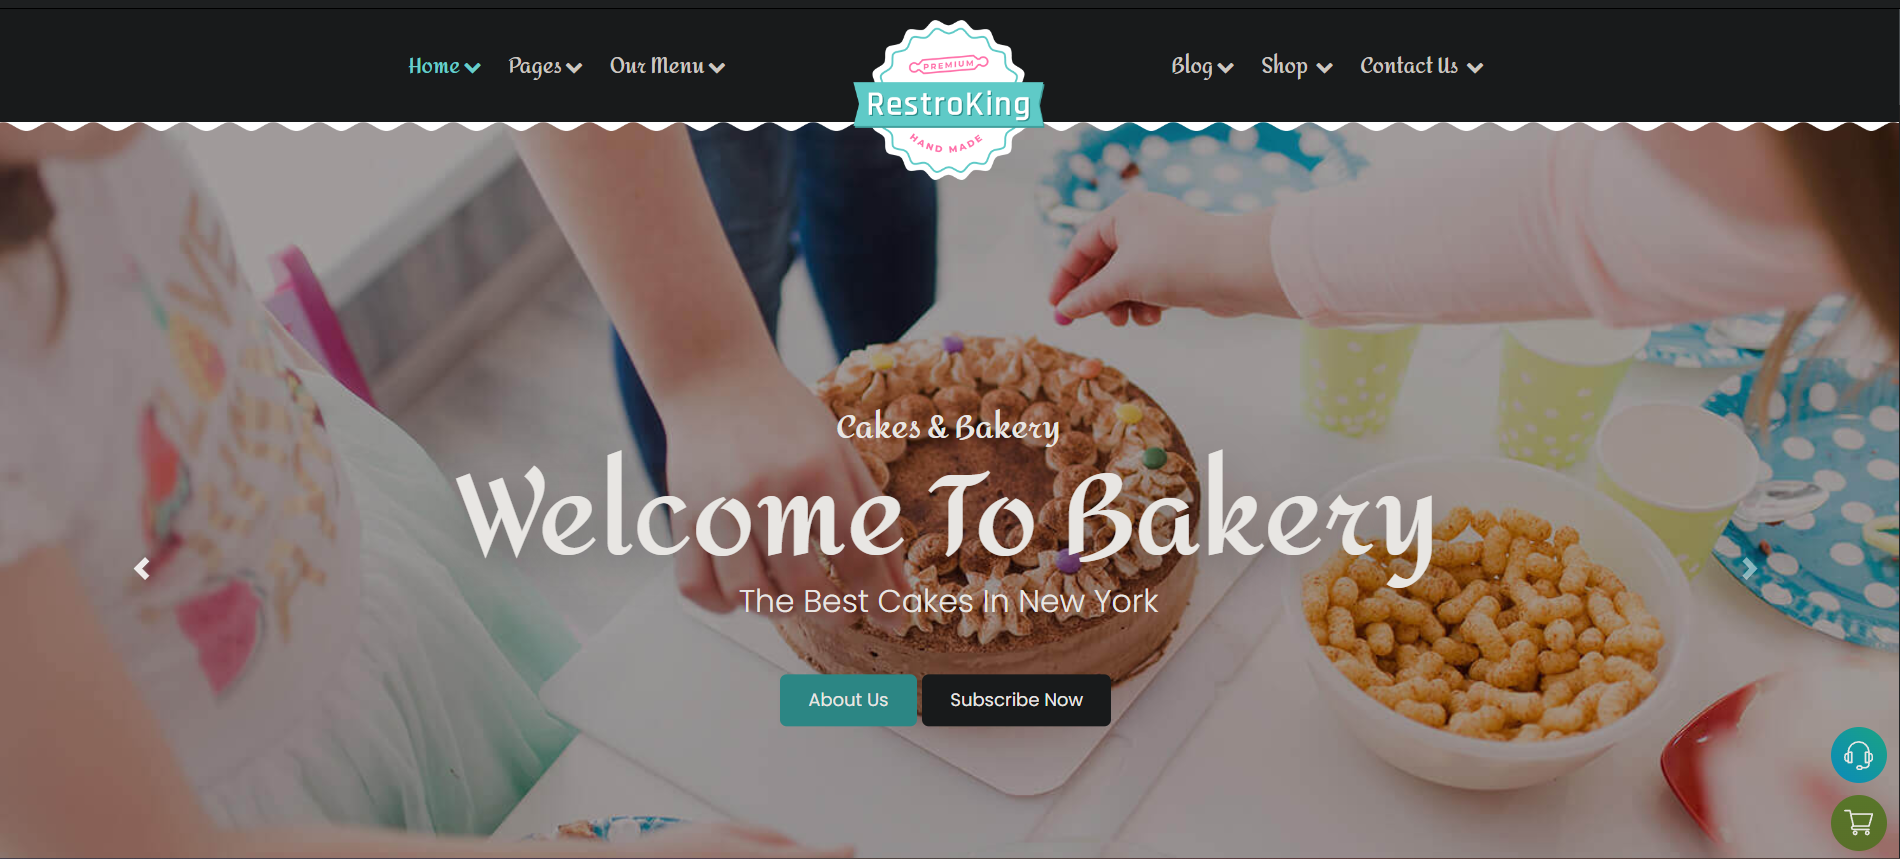 Home Pages Our Menu
PREMIUM
RestroKing
HAND MADE
Blog Shop Contact Us
Cakes & Bakery
Welcome To Bakery
The Best Cakes In New York
About Us Subscribe Now